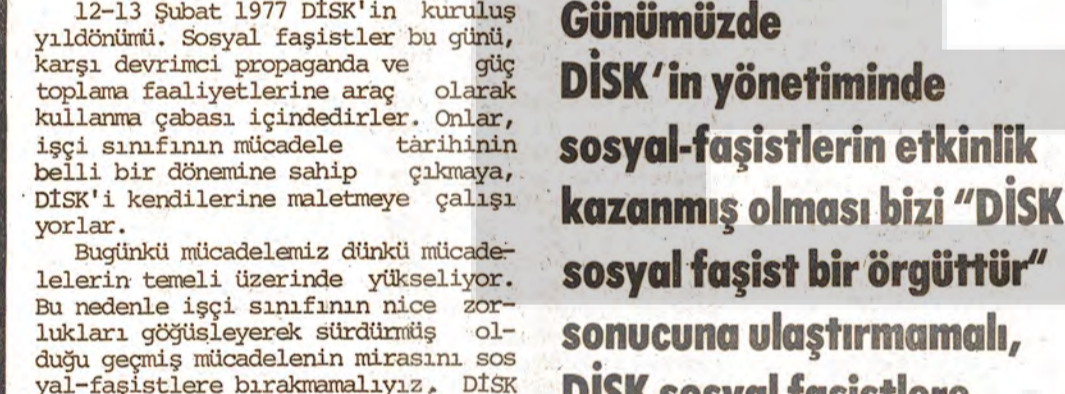 12-13 Şubat 1977 DİSK'in kuruluş
yıldönümü. Sosyal faşistler bu günü,
karşı devrimci propaganda ve güç
toplama faaliyetlerine araç olarak
kullanma çabası içindedirler. Onlar,
işçi sınıfının mücadele tarihinin
belli bir dönemine sahip çıkmaya,
DİSK'i kendilerine maletmeye çalışı
yorlar.
Bugünkü mücadelemiz dünkü mücade-
lelerin temeli üzerinde yükseliyor.
Bu nedenle işçi sınıfının nice zor-
lukları göğüsleyerek sürdürmüş ol-
duğu geçmiş mücadelenin mirasını sos
yal-faşistlere bırakmamalıyız. DİSK
Günümüzde
DİSK'in yönetiminde
sosyal-faşistlerin etkinlik
kazanmış olması bizi "DİSK
sosyal faşist bir örgüttür"
sonucuna ulaştırmamalı,
DİSK sosyal faşistlere